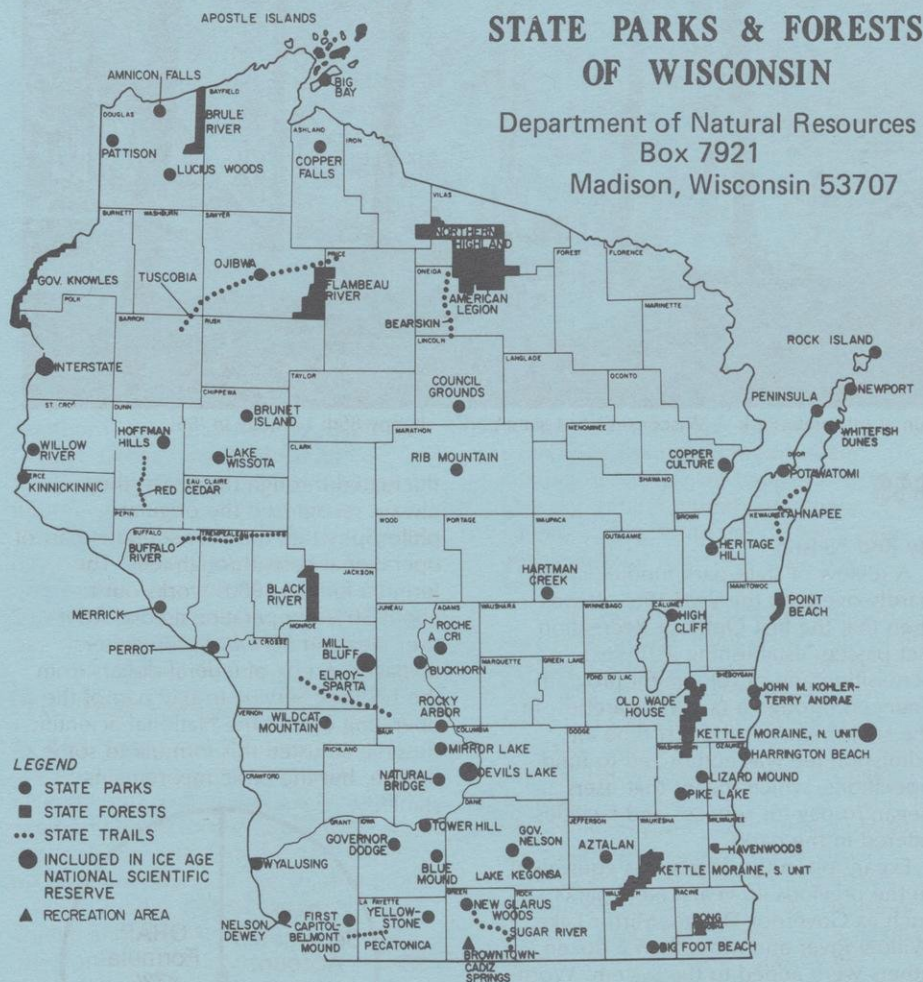 STATE PARKS & FORESTS
OF WISCONSIN
Department of Natural Resources
Box 7921
Madison, Wisconsin 53707
APOSTLE ISLANDS
BIG
BAY
AMNICON FALLS
BAYFIELD
DOUGLAS
BRULE
RIVER
PATTISON
LUCIUS WOODS
ASHLAND
IRON
COPPER
FALLS
VILAS
BURNETT
WASHBURN
SAWYER
NORTHERN
HIGHLAND
FOREST
FLORENCE
GOV. KNOWLES
TUSCOBIA
OJIBWA
PRICE
FLAMBEAU
RIVER
ONEIDA
AMERICAN
LEGION
MARINETTE
POLK
BARRON
RUSK
BEARSKIN
LINCOLN
LANGLADE
ROCK ISLAND
INTERSTATE
TAYLOR
COUNCIL
GROUNDS
OCONTO
PENINSULA
NEWPORT
ST. CROIX
DUNN
CHIPPEWA
BRUNET
ISLAND
HOFFMAN
HILLS
CLARK
MARATHON
MENOMINEE
WHITEFISH
DUNES
WILLOW
RIVER
LAKE
WISSOTA
RIB MOUNTAIN
COPPER
CULTURE
DOOR
POTAWATOMI
PIERCE
KINNICKINNIC
RED
CEDAR
EAU CLAIRE
SHAWANO
PEPIN
WOOD
PORTAGE
WAUPACA
BROWN
KEWAUNEE
AHNAPEE
BUFFALO
TREMPEALEAU
BUFFALO
RIVER
JACKSON
OUTAGAMIE
HERITAGE
HILL
BLACK
RIVER
HARTMAN
CREEK
MANITOWOC
MERRICK
JUNEAU
ADAMS
WAUSHARA
WINNEBAGO
CALUMET
HIGH
CLIFF
POINT
BEACH
MONROE
ROCHE
A CRI
PERROT
LA CROSSE
MILL
BLUFF
BUCKHORN
MARQUETTE
GREEN LAKE
FOND DU LAC
SHEBOYGAN
ELROY-
SPARTA
OLD WADE
HOUSE
JOHN M. KOHLER-
TERRY ANDRAE
VERNON
WILDCAT
MOUNTAIN
ROCKY
ARBOR
SAUK
COLUMBIA
DODGE
WASHINGTON
OZAUKEE
KETTLE
MORAINE, N. UNIT
HARRINGTON BEACH
RICHLAND
MIRROR LAKE
DEVIL'S LAKE
LIZARD MOUND
CRAWFORD
NATURAL
BRIDGE
PIKE LAKE
DANE
GRANT
IOWA
TOWER HILL
GOVERNOR
DODGE
GOV.
NELSON
JEFFERSON
WAUKESHA
MILWAUKEE
AZTALAN
HAVENWOODS
WYALUSING
BLUE
MOUND
LAKE KEGONSA
KETTLE
MORAINE, S. UNIT
LA FAYETTE
GREEN
ROCK
WALWORTH
RACINE
NELSON
DEWEY
FIRST
CAPITOL-
BELMONT
MOUND
YELLOW-
STONE
NEW GLARUS
WOODS
BONG
KENOSHA
PECATONICA
SUGAR RIVER
BIG FOOT BEACH
BROWNTOWN-
CADIZ
SPRINGS
LEGEND
STATE PARKS
STATE FORESTS
STATE TRAILS
INCLUDED IN ICE AGE
NATIONAL SCIENTIFIC
RESERVE
RECREATION AREA